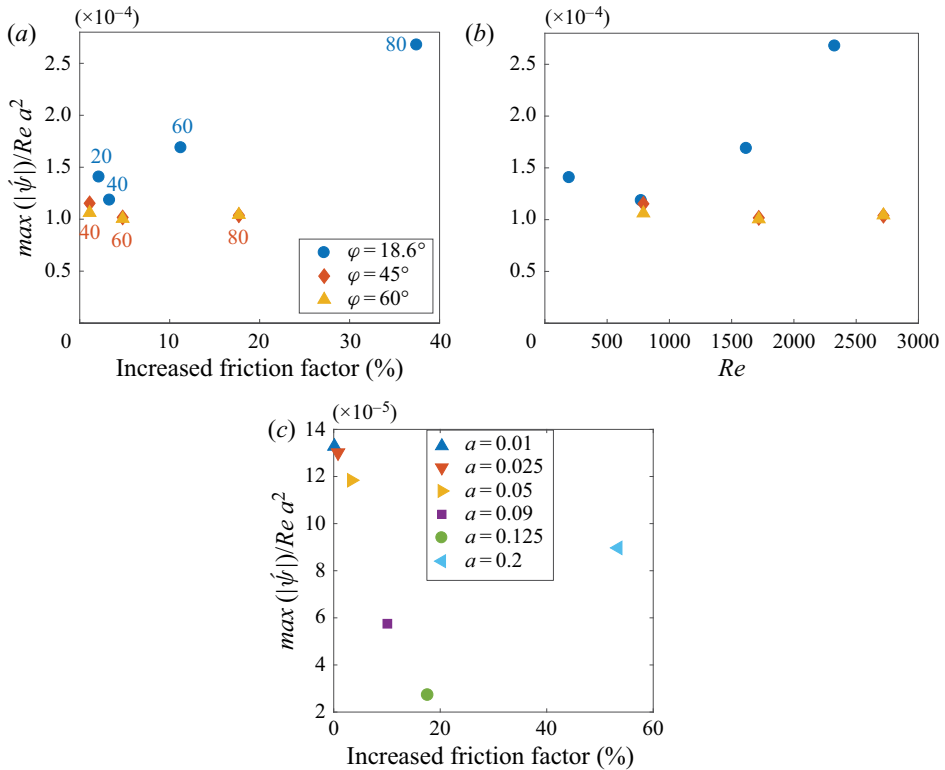 (a)
(×10⁻⁴)
max (|ψ́|)/Re a²
2.5
2.0
1.5
1.0
0.5
20
40
60
80
40
60
80
φ = 18.6°
φ = 45°
φ = 60°
0 10 20 30 40
Increased friction factor (%)
(b)
(×10⁻⁴)
2.5
2.0
1.5
1.0
0.5
0 500 1000 1500 2000 2500 3000
Re
(c)
(×10⁻⁵)
max (|ψ́|)/Re a²
14
12
10
8
6
4
2
a = 0.01
a = 0.025
a = 0.05
a = 0.09
a = 0.125
a = 0.2
0 20 40 60
Increased friction factor (%)